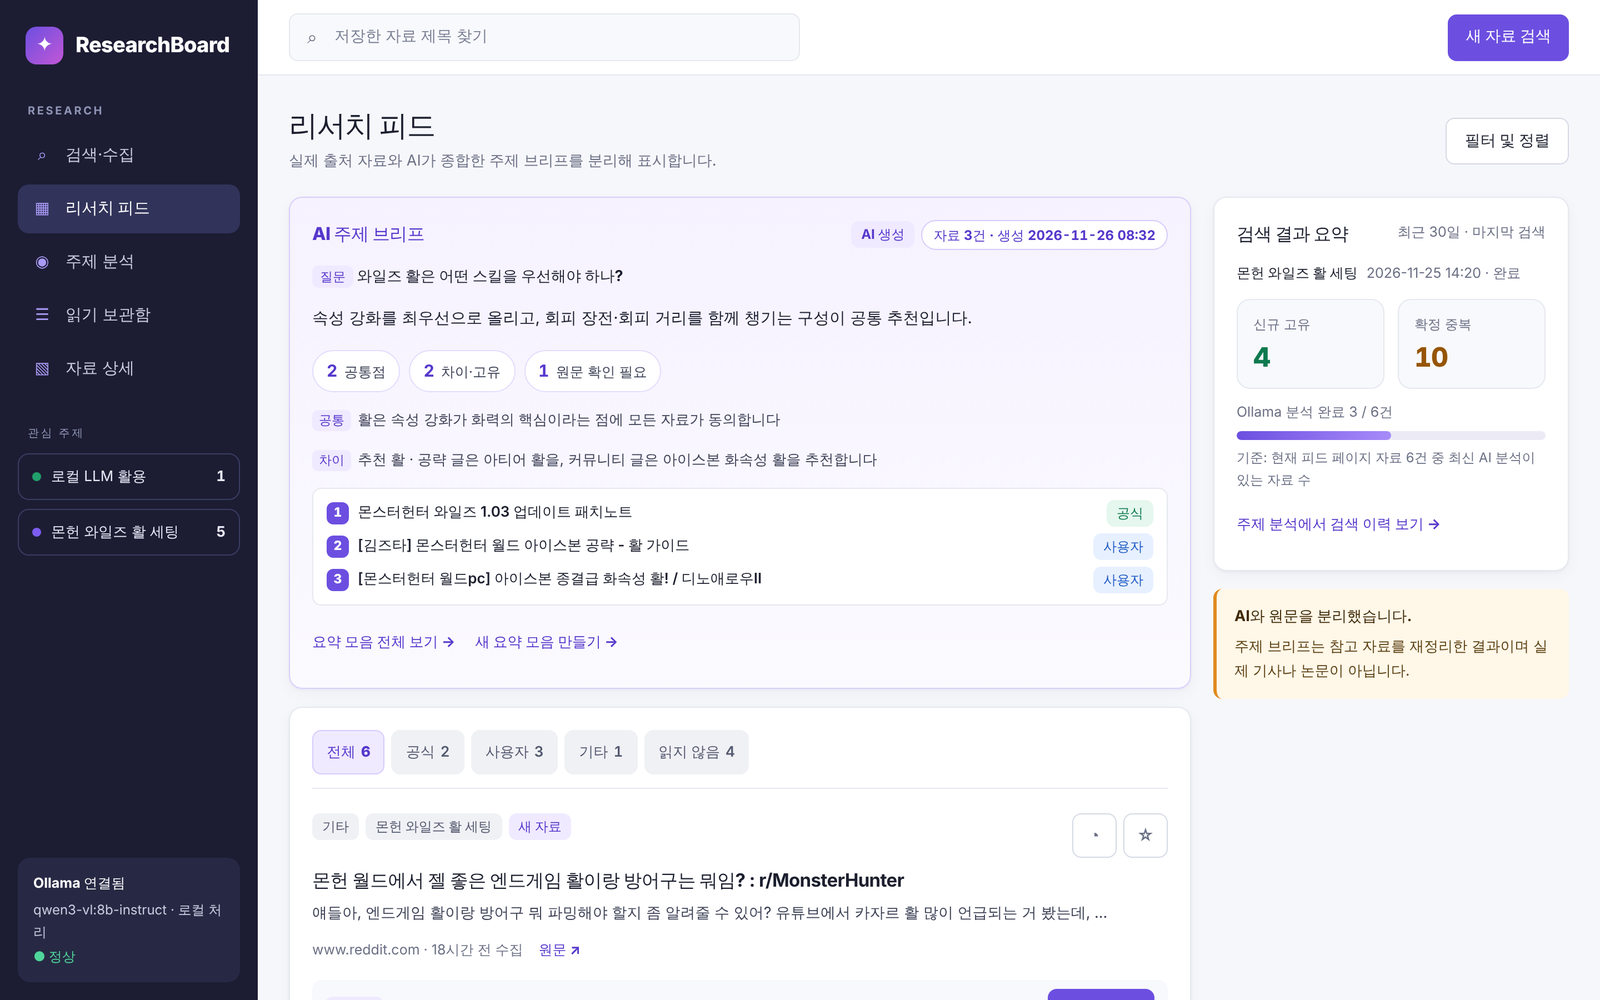 ResearchBoard
RESEARCH
검색·수집
리서치 피드
주제 분석
읽기 보관함
자료 상세
관심 주제
로컬 LLM 활용 1
몬헌 와일즈 활 세팅 5
Ollama 연결됨
qwen3-vl:8b-instruct · 로컬 처
리
정상
저장한 자료 제목 찾기
새 자료 검색
리서치 피드
실제 출처 자료와 AI가 종합한 주제 브리프를 분리해 표시합니다.
필터 및 정렬
AI 주제 브리프
AI 생성
자료 3건 · 생성 2026-11-26 08:32
질문 와일즈 활은 어떤 스킬을 우선해야 하나?
속성 강화를 최우선으로 올리고, 회피 장전·회피 거리를 함께 챙기는 구성이 공통 추천입니다.
2 공통점
2 차이·고유
1 원문 확인 필요
공통 활은 속성 강화가 화력의 핵심이라는 점에 모든 자료가 동의합니다
차이 추천 활 · 공략 글은 아티어 활을, 커뮤니티 글은 아이스본 화속성 활을 추천합니다
1 몬스터헌터 와일즈 1.03 업데이트 패치노트 공식
2 [김즈타] 몬스터헌터 월드 아이스본 공략 - 활 가이드 사용자
3 [몬스터헌터 월드pc] 아이스본 종결급 화속성 활! / 디노애로우II 사용자
요약 모음 전체 보기 →
새 요약 모음 만들기 →
전체 6
공식 2
사용자 3
기타 1
읽지 않음 4
기타
몬헌 와일즈 활 세팅
새 자료
몬헌 월드에서 젤 좋은 엔드게임 활이랑 방어구는 뭐임? : r/MonsterHunter
얘들아, 엔드게임 활이랑 방어구 뭐 파밍해야 할지 좀 알려줄 수 있어? 유튜브에서 카자르 활 많이 언급되는 거 봤는데, ...
www.reddit.com · 18시간 전 수집 원문 ↗
검색 결과 요약
최근 30일 · 마지막 검색
몬헌 와일즈 활 세팅 2026-11-25 14:20 · 완료
신규 고유
4
확정 중복
10
Ollama 분석 완료 3 / 6건
기준: 현재 피드 페이지 자료 6건 중 최신 AI 분석이
있는 자료 수
주제 분석에서 검색 이력 보기 →
AI와 원문을 분리했습니다.
주제 브리프는 참고 자료를 재정리한 결과이며 실
제 기사나 논문이 아닙니다.